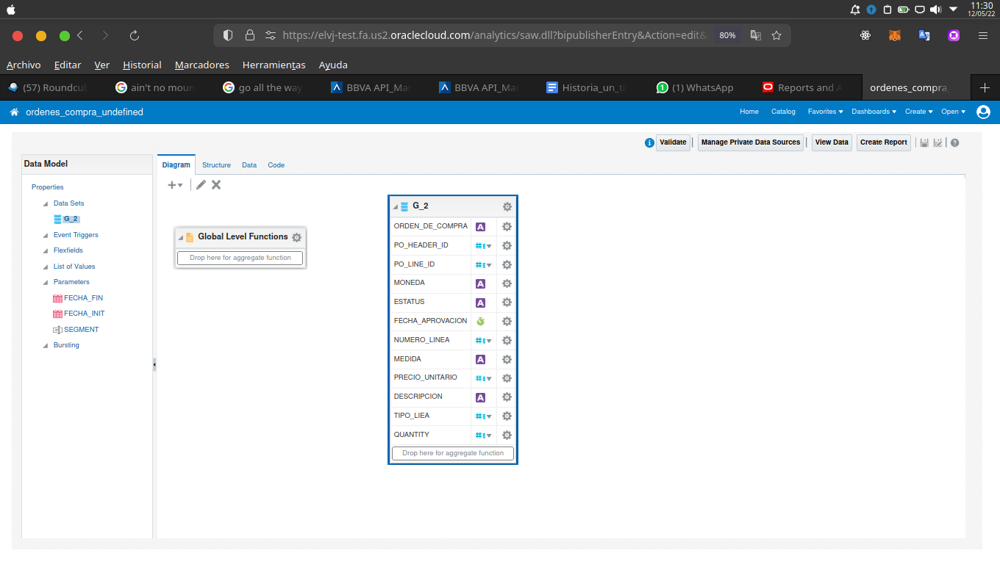 11:30
12/05/22
https://elvj-test.fa.us2.oraclecloud.com/analytics/saw.dll?bipublisherEntry&Action=edit&
80%
Archivo Editar Ver Historial Marcadores Herramientas Ayuda
(57) Roundcub ain't no moun go all the way BBVA API_Mar BBVA API_Mar Historia_un_ti (1) WhatsApp Reports and A ordenes_compra_
ordenes_compra_undefined Home Catalog Favorites Dashboards Create Open
Validate Manage Private Data Sources View Data Create Report
Data Model
Properties
Data Sets
G_2
Event Triggers
Flexfields
List of Values
Parameters
FECHA_FIN
FECHA_INIT
SEGMENT
Bursting
Diagram Structure Data Code
Global Level Functions
Drop here for aggregate function
G_2
ORDEN_DE_COMPRA A
PO_HEADER_ID
PO_LINE_ID
MONEDA A
ESTATUS A
FECHA_APROVACION
NUMERO_LINEA
MEDIDA A
PRECIO_UNITARIO
DESCRIPCION A
TIPO_LIEA
QUANTITY
Drop here for aggregate function